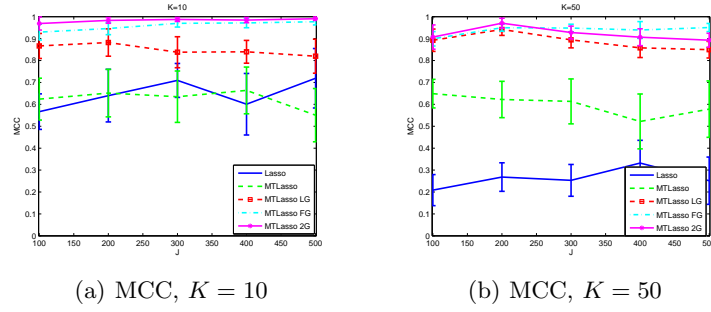 K=10
MCC
1
0.9
0.8
0.7
0.6
0.5
0.4
0.3
0.2
0.1
0
100 150 200 250 300 350 400 450 500
J
Lasso
MTLasso
MTLasso LG
MTLasso FG
MTLasso 2G
(a) MCC, K = 10
K=50
MCC
1
0.9
0.8
0.7
0.6
0.5
0.4
0.3
0.2
0.1
0
100 150 200 250 300 350 400 450 500
J
Lasso
MTLasso
MTLasso LG
MTLasso FG
MTLasso 2G
(b) MCC, K = 50